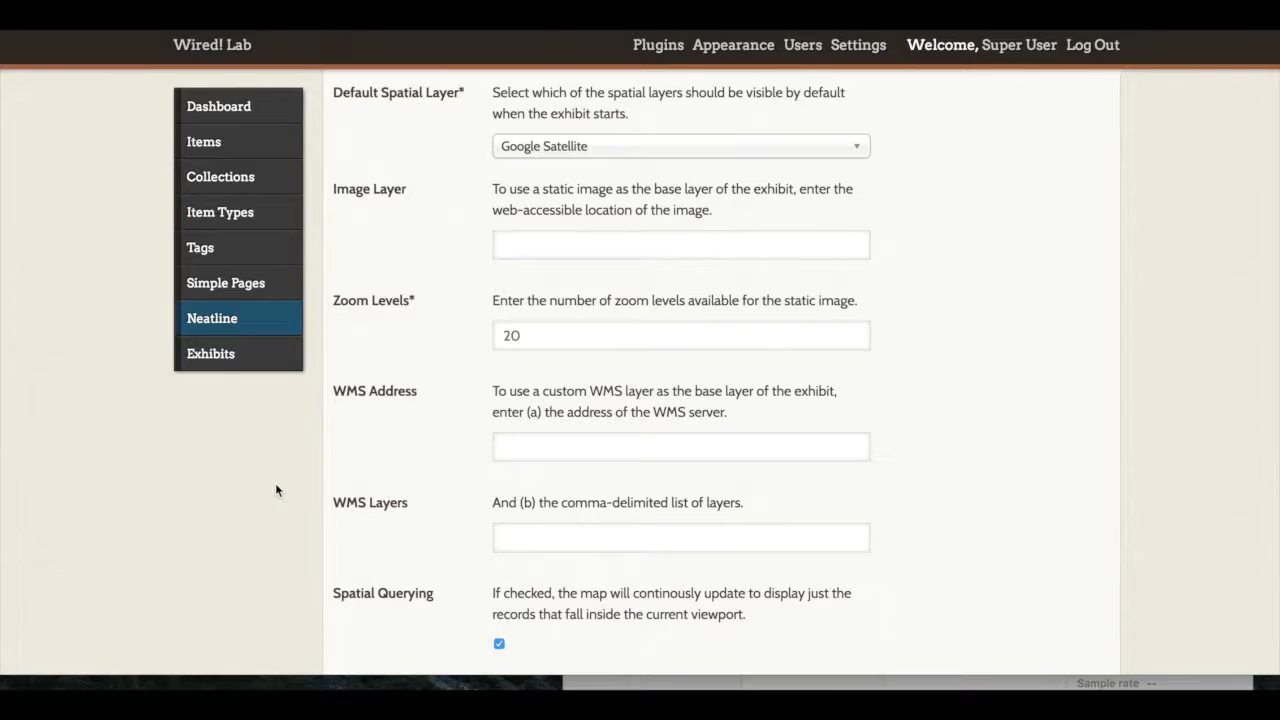 Wired! Lab
Plugins Appearance Users Settings Welcome, Super User Log Out
Dashboard
Items
Collections
Item Types
Tags
Simple Pages
Neatline
Exhibits
Default Spatial Layer*
Select which of the spatial layers should be visible by default
when the exhibit starts.
Google Satellite
Image Layer
To use a static image as the base layer of the exhibit, enter the
web-accessible location of the image.
Zoom Levels*
Enter the number of zoom levels available for the static image.
20
WMS Address
To use a custom WMS layer as the base layer of the exhibit,
enter (a) the address of the WMS server.
WMS Layers
And (b) the comma-delimited list of layers.
Spatial Querying
If checked, the map will continously update to display just the
records that fall inside the current viewport.
Sample rate --